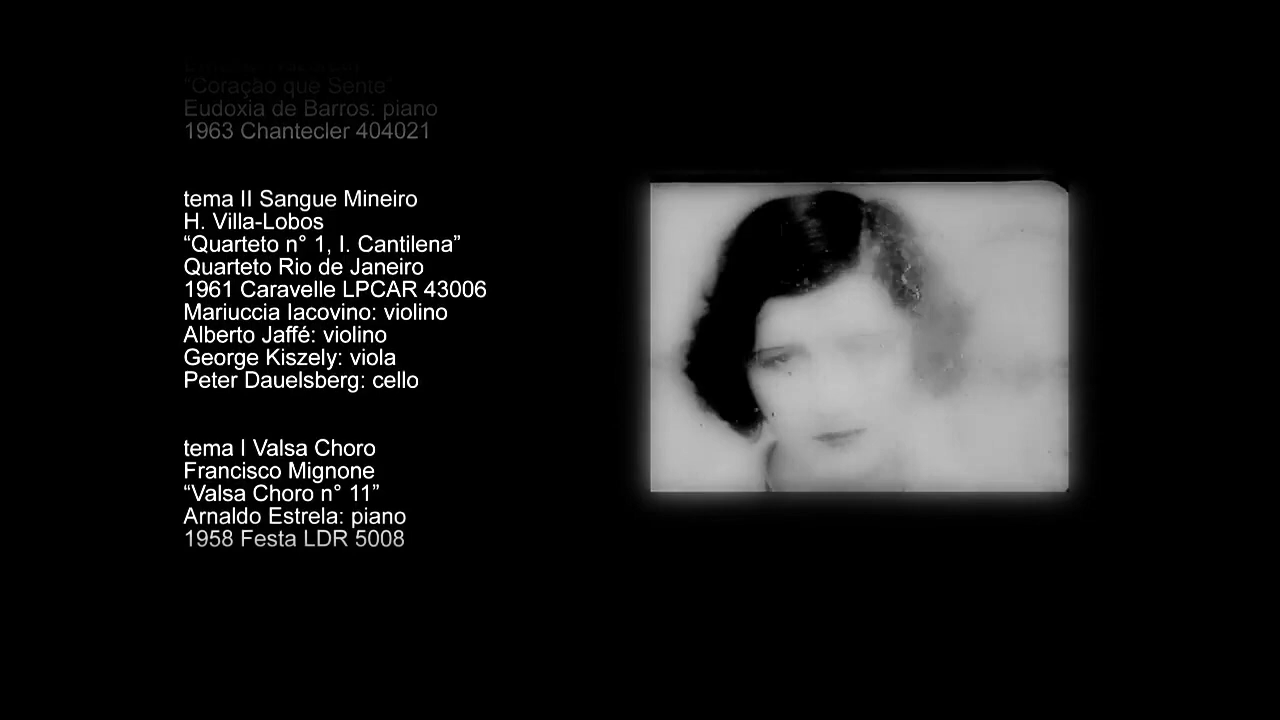 “Coração que Sente”
Eudoxia de Barros: piano
1963 Chantecler 404021
tema II Sangue Mineiro
H. Villa-Lobos
“Quarteto n° 1, I. Cantilena”
Quarteto Rio de Janeiro
1961 Caravelle LPCAR 43006
Mariuccia Iacovino: violino
Alberto Jaffé: violino
George Kiszely: viola
Peter Dauelsberg: cello
tema I Valsa Choro
Francisco Mignone
“Valsa Choro n° 11”
Arnaldo Estrela: piano
1958 Festa LDR 5008